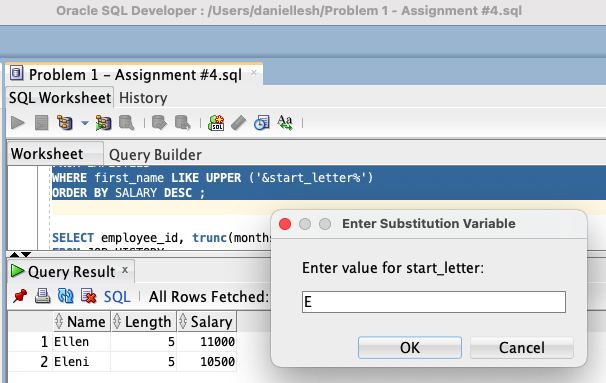 Oracle SQL Developer : /Users/daniellesh/Problem 1 - Assignment #4.sql
Problem 1 - Assignment #4.sql ×
SQL Worksheet History
Aa
Worksheet Query Builder
WHERE first_name LIKE UPPER ('&start_letter%')
ORDER BY SALARY DESC ;
SELECT employee_id, trunc(months
FROM JOB_HISTORY
Query Result ×
SQL | All Rows Fetched:
Name Length Salary
1 Ellen 5 11000
2 Eleni 5 10500
Enter Substitution Variable
Enter value for start_letter:
E
OK Cancel